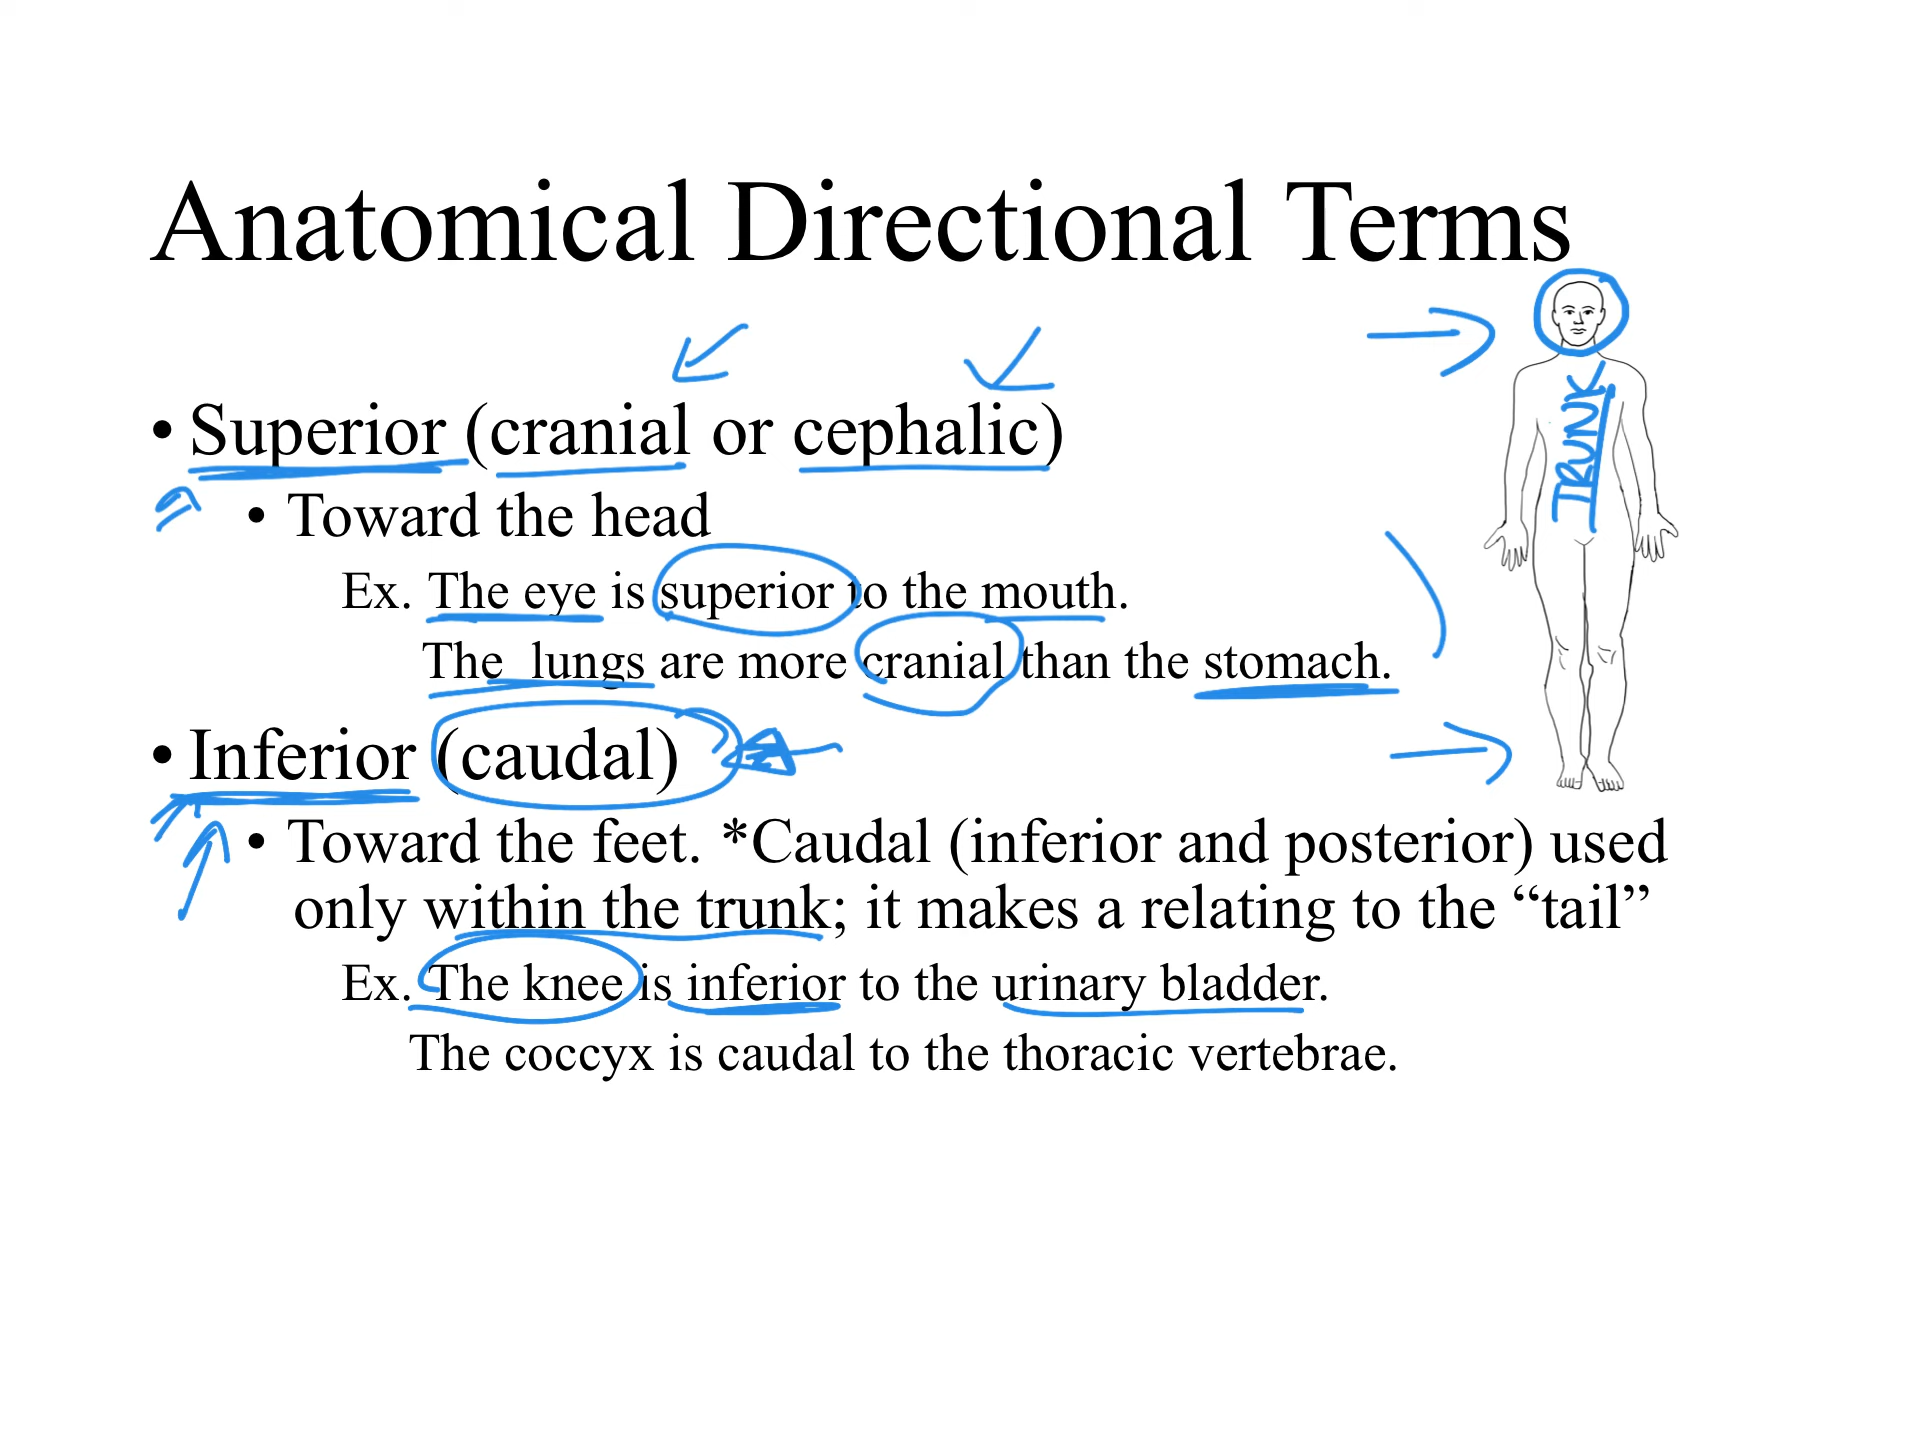 Anatomical Directional Terms
• Superior (cranial or cephalic)
• Toward the head
Ex. The eye is superior to the mouth.
The lungs are more cranial than the stomach.
• Inferior (caudal)
• Toward the feet. *Caudal (inferior and posterior) used
only within the trunk; it makes a relating to the “tail”
Ex. The knee is inferior to the urinary bladder.
The coccyx is caudal to the thoracic vertebrae.
TRUNK